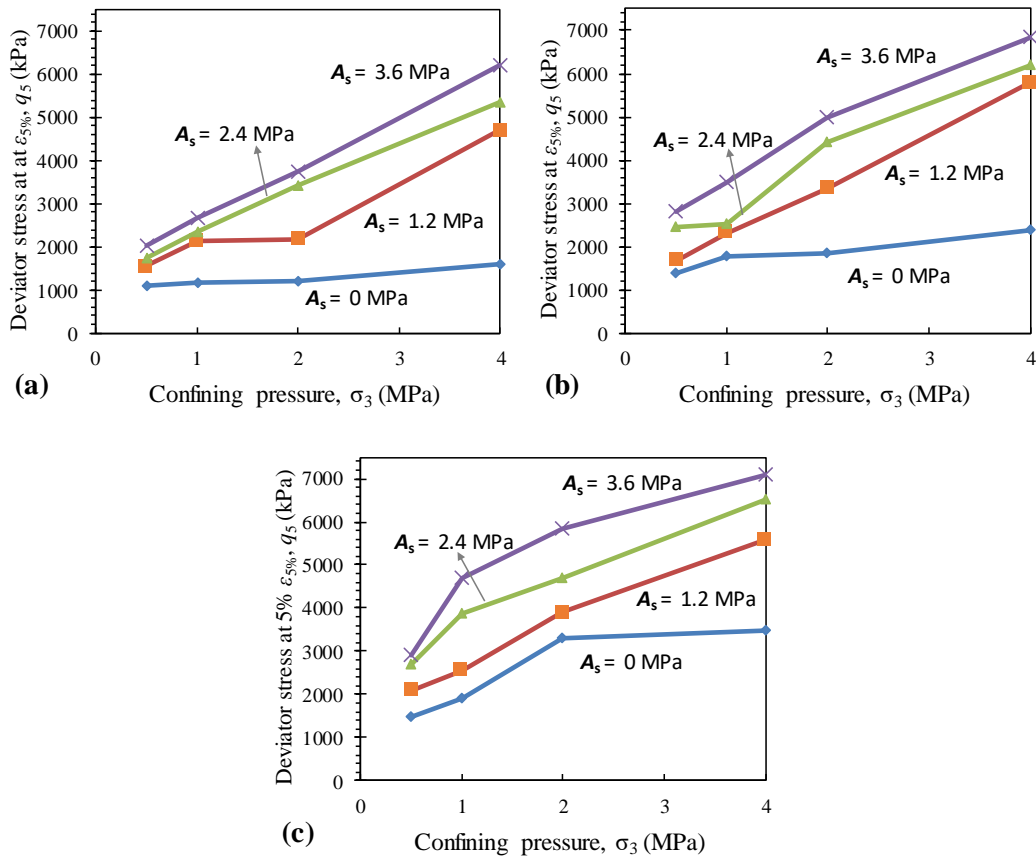 Deviator stress at at ε5%, q5 (kPa)
7000
6000
5000
4000
3000
2000
1000
0
As = 3.6 MPa
As = 2.4 MPa
As = 1.2 MPa
As = 0 MPa
0 1 2 3 4
(a) Confining pressure, σ3 (MPa)
Deviator stress at ε5%, q5 (kPa)
7000
6000
5000
4000
3000
2000
1000
0
As = 3.6 MPa
As = 2.4 MPa
As = 1.2 MPa
As = 0 MPa
0 1 2 3 4
(b) Confining pressure, σ3 (MPa)
Deviator stress at 5% ε5%, q5 (kPa)
7000
6000
5000
4000
3000
2000
1000
0
As = 3.6 MPa
As = 2.4 MPa
As = 1.2 MPa
As = 0 MPa
0 1 2 3 4
(c) Confining pressure, σ3 (MPa)